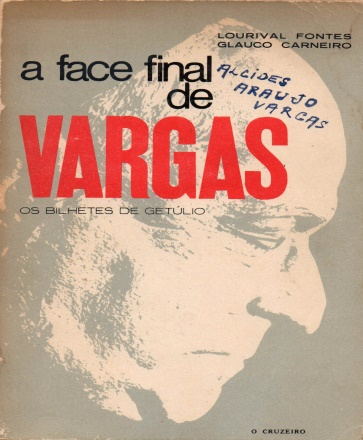 LOURIVAL FONTES
GLAUCO CARNEIRO
a face final
de
ALCIDES
ARAUJO
VARGAS
VARGAS
OS BILHETES DE GETÚLIO
O CRUZEIRO